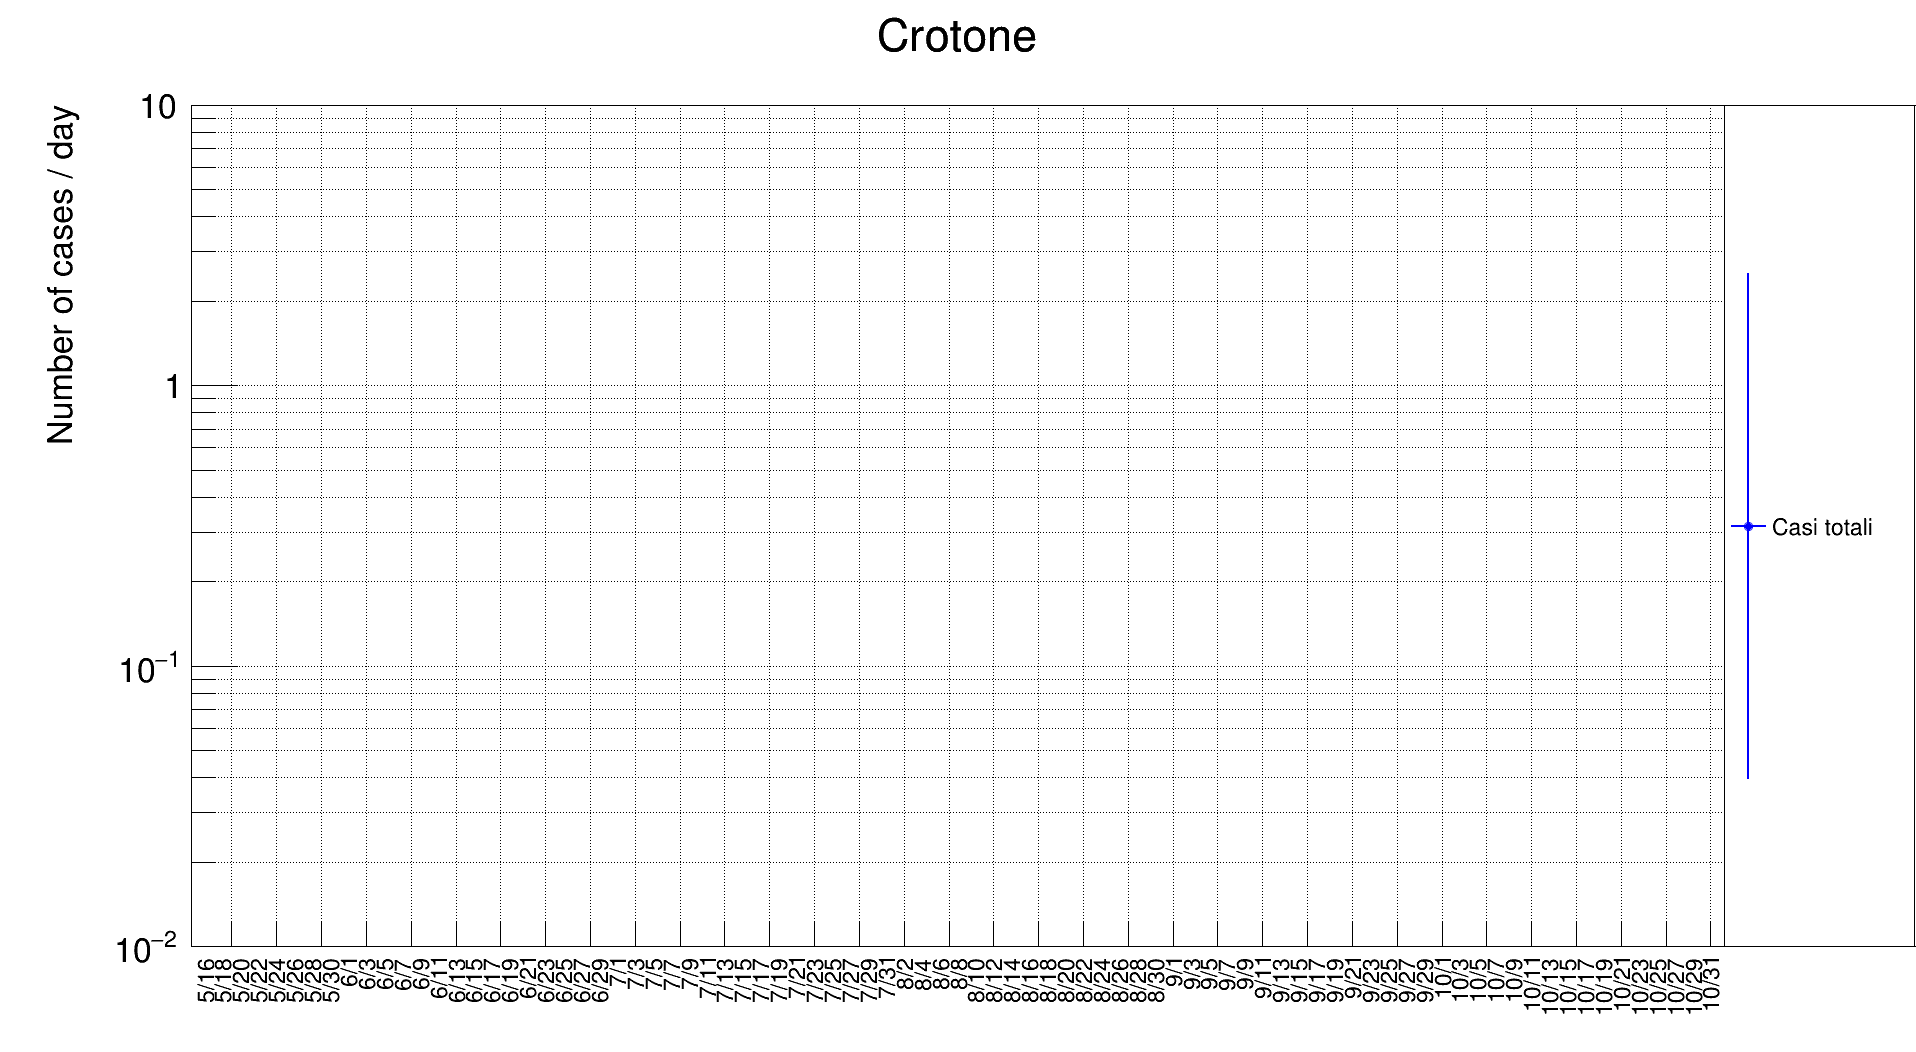 Crotone
Number of cases / day
10
1
10⁻¹
10⁻²
Casi totali
5/16 5/18 5/20 5/22 5/24 5/26 5/28 5/30 6/1 6/3 6/5 6/7 6/9 6/11 6/13 6/15 6/17 6/19 6/21 6/23 6/25 6/27 6/29 7/1 7/3 7/5 7/7 7/9 7/11 7/13 7/15 7/17 7/19 7/21 7/23 7/25 7/27 7/29 7/31 8/2 8/4 8/6 8/8 8/10 8/12 8/14 8/16 8/18 8/20 8/22 8/24 8/26 8/28 8/30 9/1 9/3 9/5 9/7 9/9 9/11 9/13 9/15 9/17 9/19 9/21 9/23 9/25 9/27 9/29 10/1 10/3 10/5 10/7 10/9 10/11 10/13 10/15 10/17 10/19 10/21 10/23 10/25 10/27 10/29 10/31